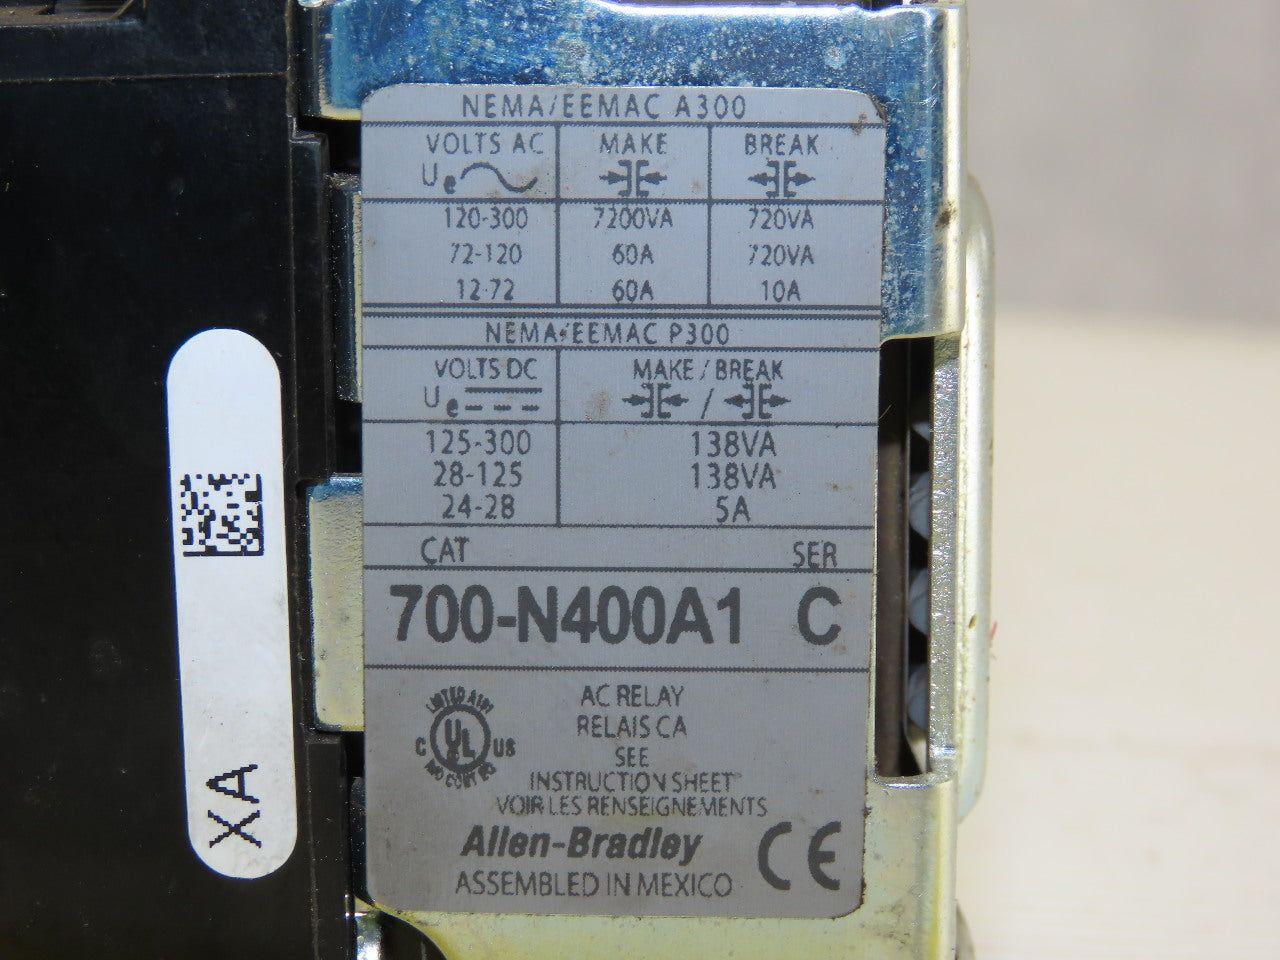 NEMA/EEMAC A300
VOLTS AC MAKE BREAK
Ue
120-300 7200VA 720VA
72-120 60A 720VA
12-72 60A 10A
NEMA/EEMAC P300
VOLTS DC MAKE / BREAK
Ue /
125-300 138VA
28-125 138VA
24-28 5A
CAT SER
700-N400A1 C
AC RELAY
RELAIS CA
SEE
INSTRUCTION SHEET
VOIR LES RENSEIGNEMENTS
Allen-Bradley
ASSEMBLED IN MEXICO
CE
C UL US
XA